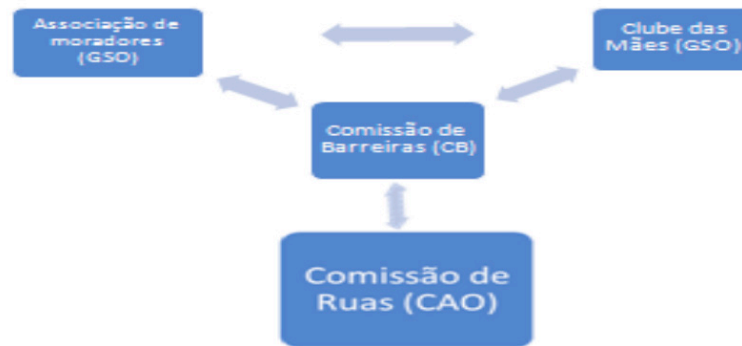 Associação de
moradores
(GSO)
Clube das
Mães (GSO)
Comissão de
Barreiras (CB)
Comissão de
Ruas (CAO)